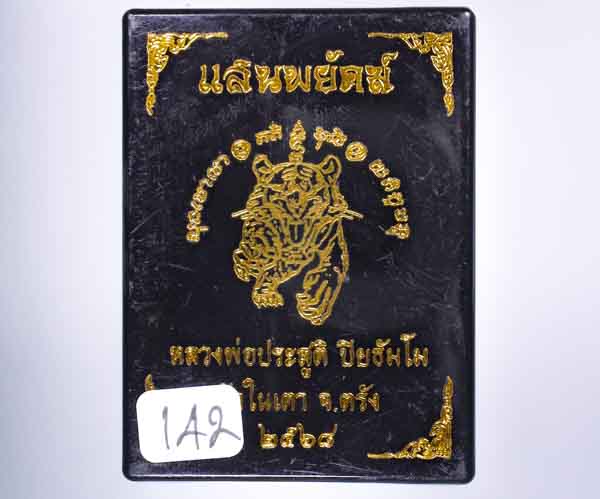 แสนพยัคฆ์
หลวงพ่อประสูติ ปิยธัมโม
ในเตา จ.ตรัง
๒๕๖๘
142